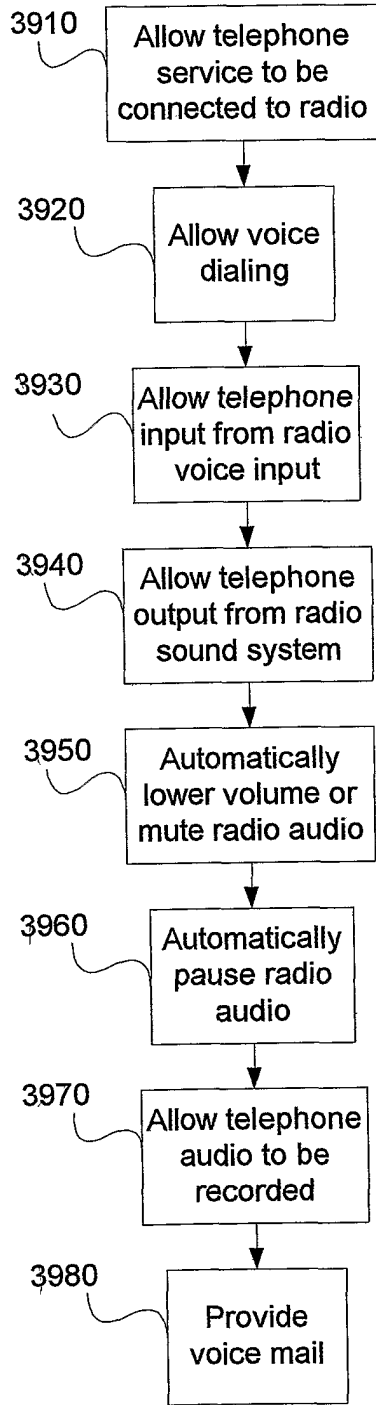 3910
Allow telephone
service to be
connected to radio
3920
Allow voice
dialing
3930
Allow telephone
input from radio
voice input
3940
Allow telephone
output from radio
sound system
3950
Automatically
lower volume or
mute radio audio
3960
Automatically
pause radio
audio
3970
Allow telephone
audio to be
recorded
3980
Provide
voice mail